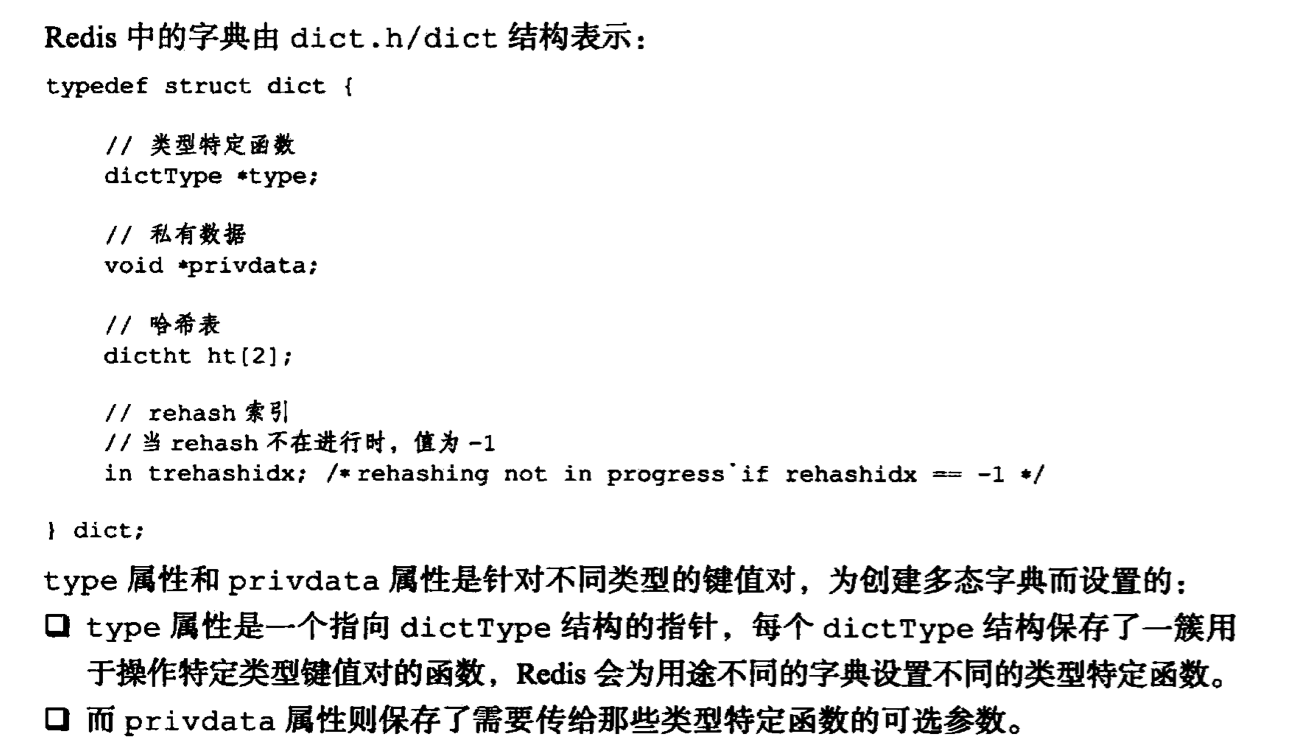 Redis 中的字典由 dict.h/dict 结构表示：
typedef struct dict {
// 类型特定函数
dictType *type;
// 私有数据
void *privdata;
// 哈希表
dictht ht[2];
// rehash 索引
// 当 rehash 不在进行时，值为 -1
in trehashidx; /* rehashing not in progress if rehashidx == -1 */
} dict;
type 属性和 privdata 属性是针对不同类型的键值对，为创建多态字典而设置的：
❑ type 属性是一个指向 dictType 结构的指针，每个 dictType 结构保存了一簇用
于操作特定类型键值对的函数，Redis 会为用途不同的字典设置不同的类型特定函数。
❑ 而 privdata 属性则保存了需要传给那些类型特定函数的可选参数。